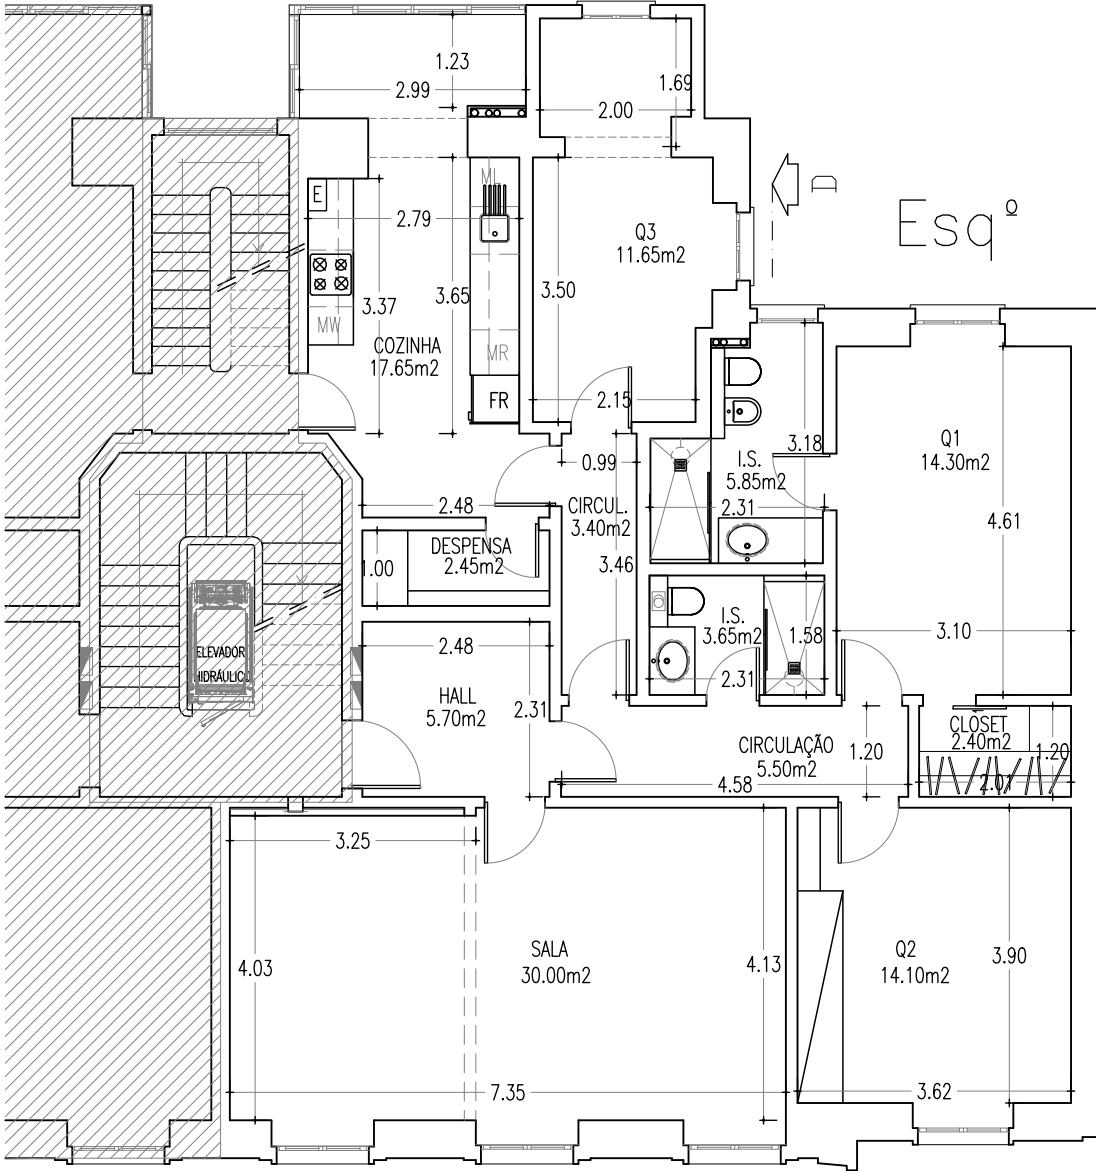 1.23
2.99
1.69
2.00
D
Esqº
E
ML
2.79
Q3
11.65m2
3.37
3.65
3.50
MW
COZINHA
17.65m2
MR
FR
2.15
3.18
Q1
14.30m2
0.99
I.S.
5.85m2
2.48
CIRCUL.
3.40m2
2.31
4.61
DESPENSA
2.45m2
1.00
3.46
I.S.
3.65m2
1.58
3.10
ELEVADOR
HIDRÁULICO
2.48
2.31
HALL
5.70m2
2.31
CIRCULAÇÃO
5.50m2
1.20
CLOSET
2.40m2
1.20
4.58
2.01
3.25
SALA
30.00m2
4.03
4.13
Q2
14.10m2
3.90
7.35
3.62